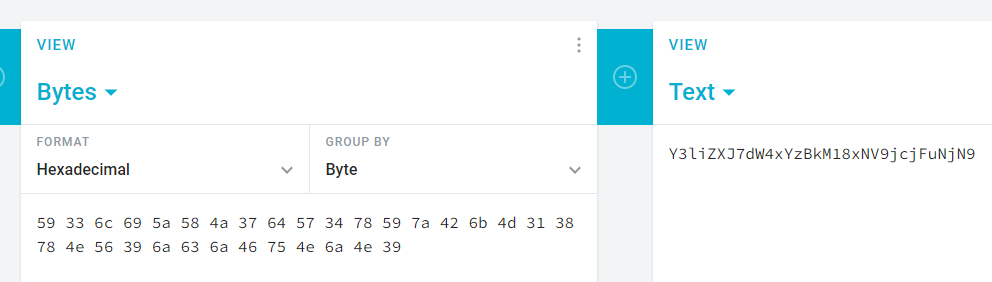 VIEW
Bytes
FORMAT
Hexadecimal
GROUP BY
Byte
59 33 6c 69 5a 58 4a 37 64 57 34 78 59 7a 42 6b 4d 31 38
78 4e 56 39 6a 63 6a 46 75 4e 6a 4e 39
VIEW
Text
Y3liZXJ7dW4xYzBkM18xNV9jcjFuNjN9